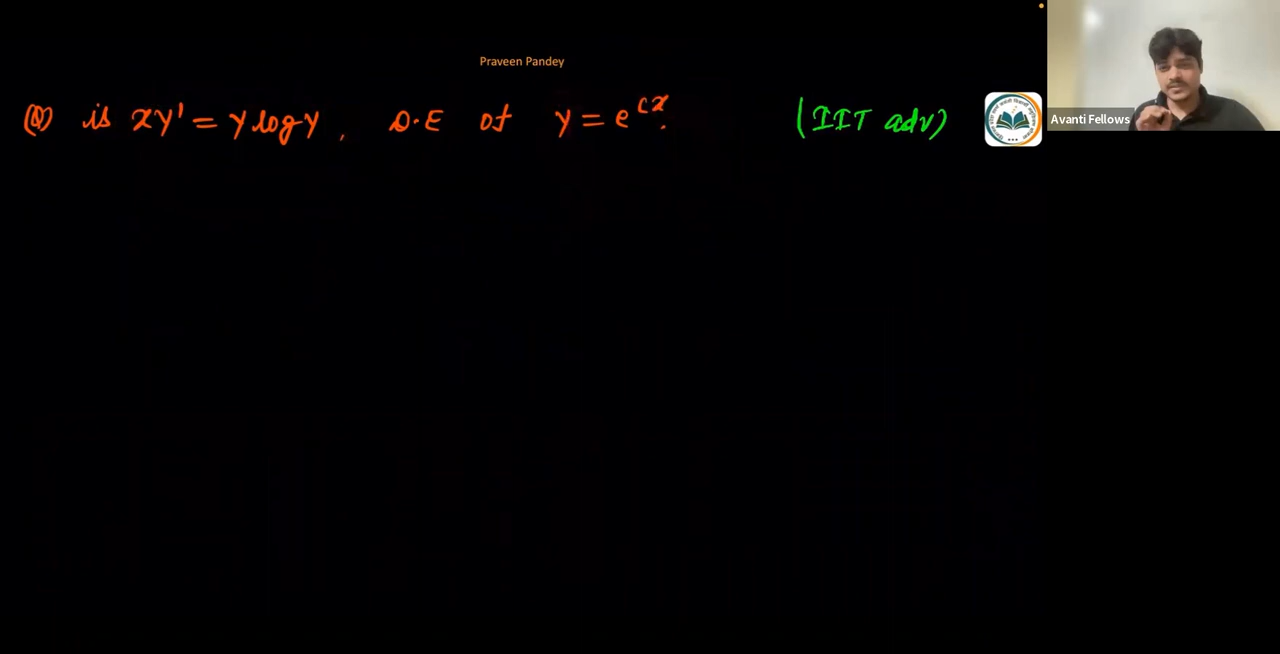 Praveen Pandey
(Q) is xy' = y log y, D.E of y = e^{cx}. (IIT adv)
Avanti Fellows